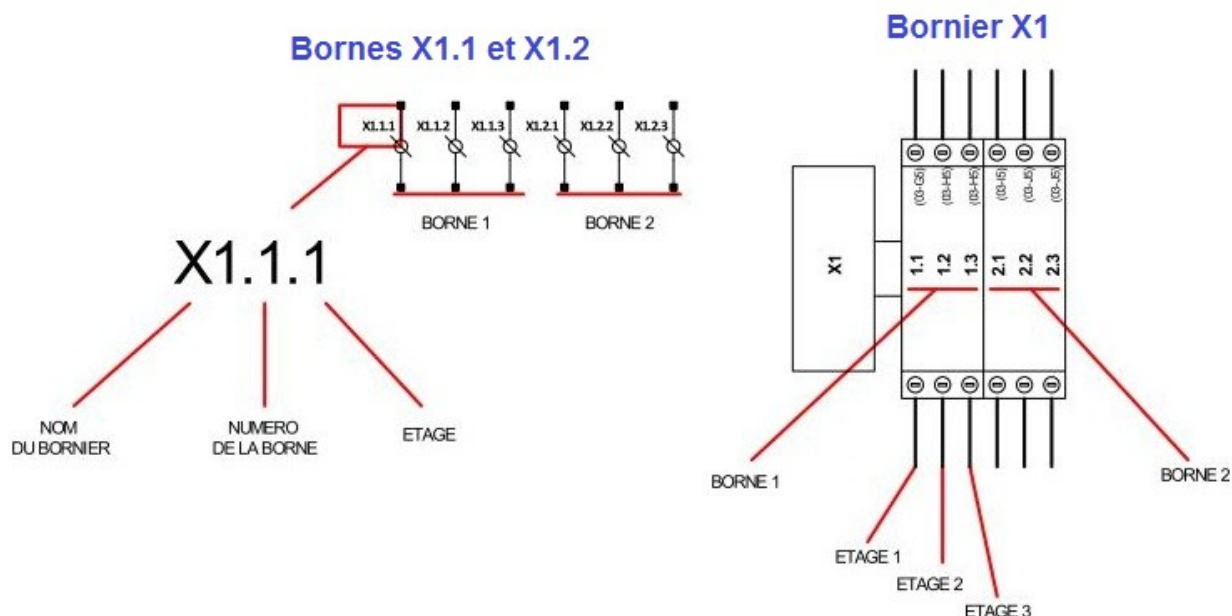 Bornes X1.1 et X1.2
X1.1.1
X1.1.2
X1.1.3
X1.2.1
X1.2.2
X1.2.3
BORNE 1
BORNE 2
X1.1.1
NOM
DU BORNIER
NUMERO
DE LA BORNE
ETAGE
Bornier X1
X1
(03-G5)
(03-H5)
(03-H5)
(03-I5)
(03-J5)
(03-J5)
1.1
1.2
1.3
2.1
2.2
2.3
BORNE 1
BORNE 2
ETAGE 1
ETAGE 2
ETAGE 3